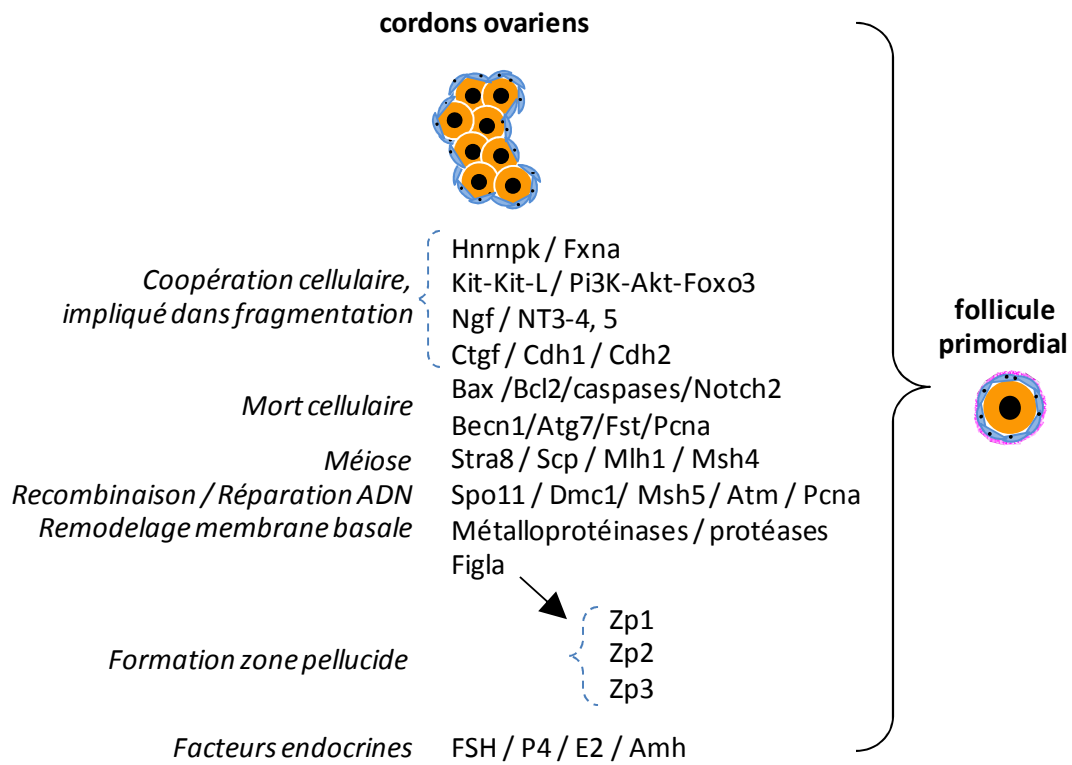 cordons ovariens
Coopération cellulaire,
impliqué dans fragmentation
Hnrnpk / Fxna
Kit-Kit-L / Pi3K-Akt-Foxo3
Ngf / NT3-4, 5
Ctgf / Cdh1 / Cdh2
Mort cellulaire
Bax /Bcl2/caspases/Notch2
Becn1/Atg7/Fst/Pcna
Méiose
Stra8 / Scp / Mlh1 / Msh4
Recombinaison / Réparation ADN
Spo11 / Dmc1/ Msh5 / Atm / Pcna
Remodelage membrane basale
Métalloprotéinases / protéases
Figla
Formation zone pellucide
Zp1
Zp2
Zp3
Facteurs endocrines
FSH / P4 / E2 / Amh
follicule
primordial